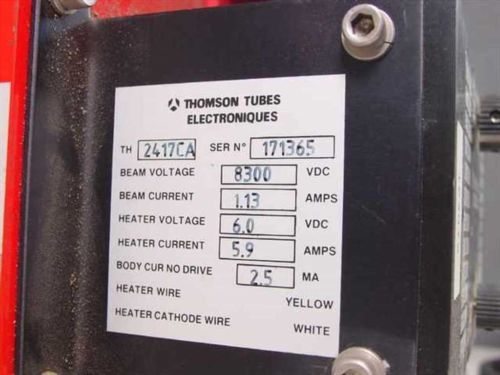 THOMSON TUBES
ELECTRONIQUES
TH 2417CA SER N° 171365
BEAM VOLTAGE 8300 VDC
BEAM CURRENT 1.13 AMPS
HEATER VOLTAGE 6.0 VDC
HEATER CURRENT 5.9 AMPS
BODY CUR NO DRIVE 2.5 MA
HEATER WIRE YELLOW
HEATER CATHODE WIRE WHITE